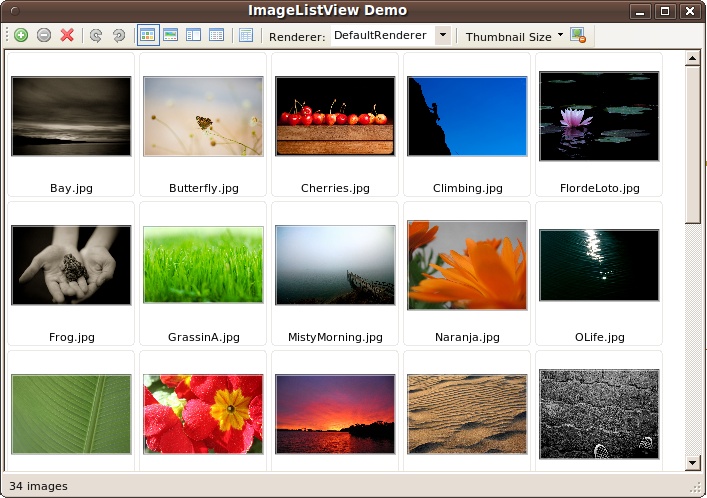 ImageListView Demo
Renderer: DefaultRenderer Thumbnail Size
Bay.jpg Butterfly.jpg Cherries.jpg Climbing.jpg FlordeLoto.jpg
Frog.jpg GrassinA.jpg MistyMorning.jpg Naranja.jpg OLife.jpg
34 images